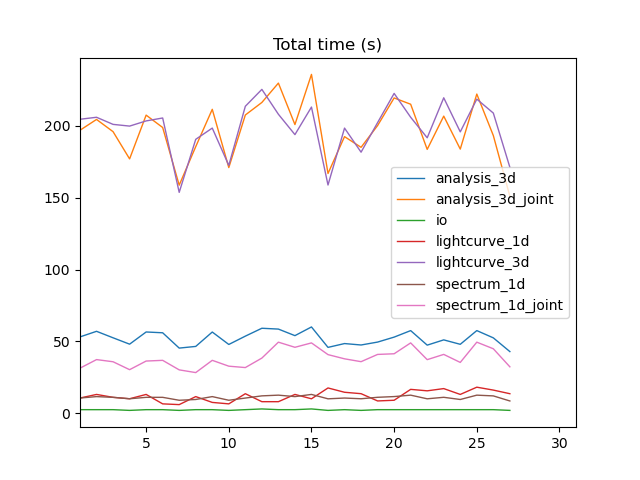 Total time (s)
200
150
100
50
0
analysis_3d
analysis_3d_joint
io
lightcurve_1d
lightcurve_3d
spectrum_1d
spectrum_1d_joint
5 10 15 20 25 30